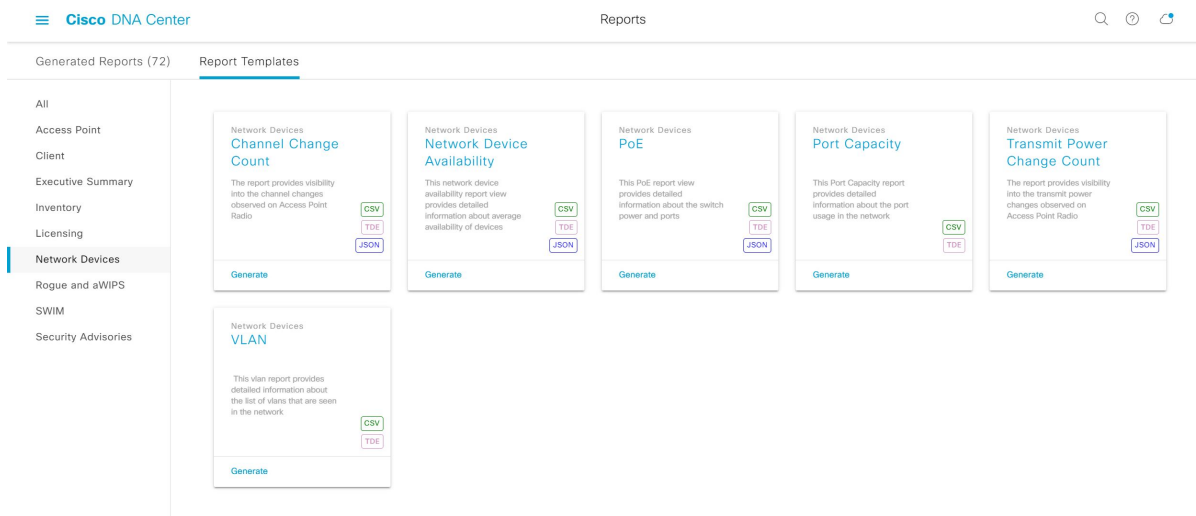 Cisco DNA Center
Reports
Generated Reports (72)
Report Templates
All
Access Point
Client
Executive Summary
Inventory
Licensing
Network Devices
Rogue and aWIPS
SWIM
Security Advisories
Network Devices
Channel Change
Count
The report provides visibility
into the channel changes
observed on Access Point
Radio
CSV
TDE
JSON
Generate
Network Devices
Network Device
Availability
This network device
availability report view
provides detailed
information about average
availability of devices
CSV
TDE
JSON
Generate
Network Devices
PoE
This PoE report view
provides detailed
information about the switch
power and ports
CSV
TDE
JSON
Generate
Network Devices
Port Capacity
This Port Capacity report
provides detailed
information about the port
usage in the network
CSV
TDE
Generate
Network Devices
Transmit Power
Change Count
The report provides visibility
into the transmit power
changes observed on
Access Point Radio
CSV
TDE
JSON
Generate
Network Devices
VLAN
This vlan report provides
detailed information about
the list of vlans that are seen
in the network
CSV
TDE
Generate